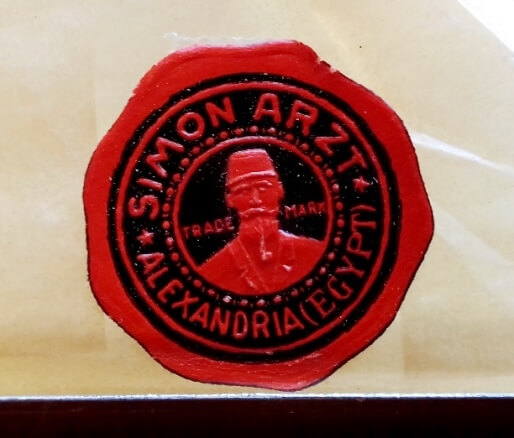 SIMON ARZT
TRADE MARK
★ ALEXANDRIA (EGYPT) ★